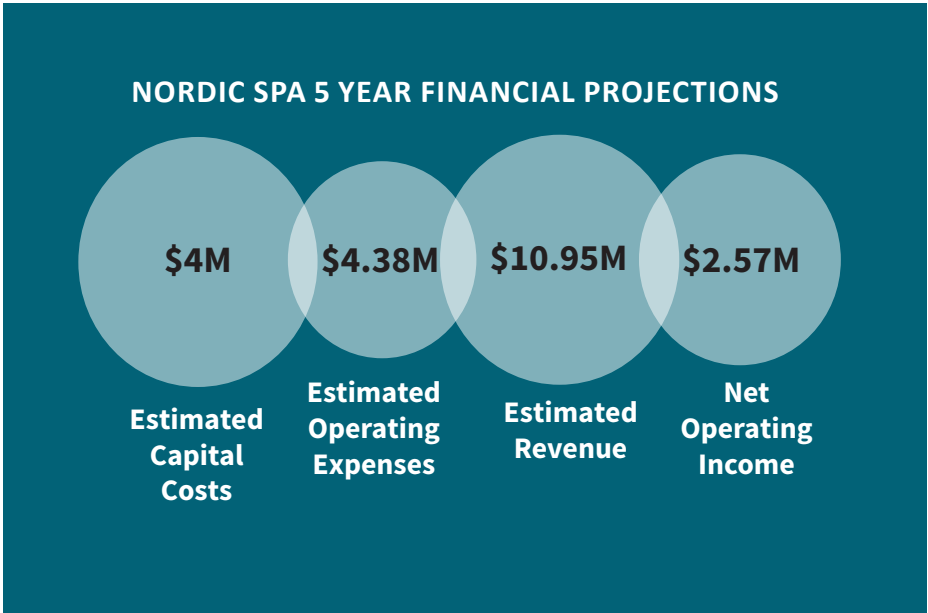 NORDIC SPA 5 YEAR FINANCIAL PROJECTIONS
$4M
$4.38M
$10.95M
$2.57M
Estimated
Capital
Costs
Estimated
Operating
Expenses
Estimated
Revenue
Net
Operating
Income